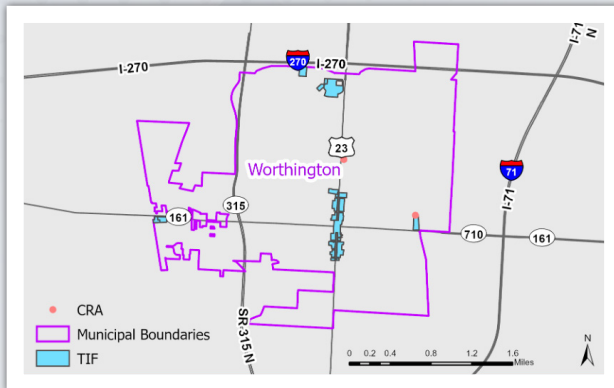 I-71
N
I-270
270
I-270
23
Worthington
71
I-71
161
315
710
161
CRA
Municipal Boundaries
TIF
SR-315 N
0 0.2 0.4 0.8 1.2 1.6
Miles
N